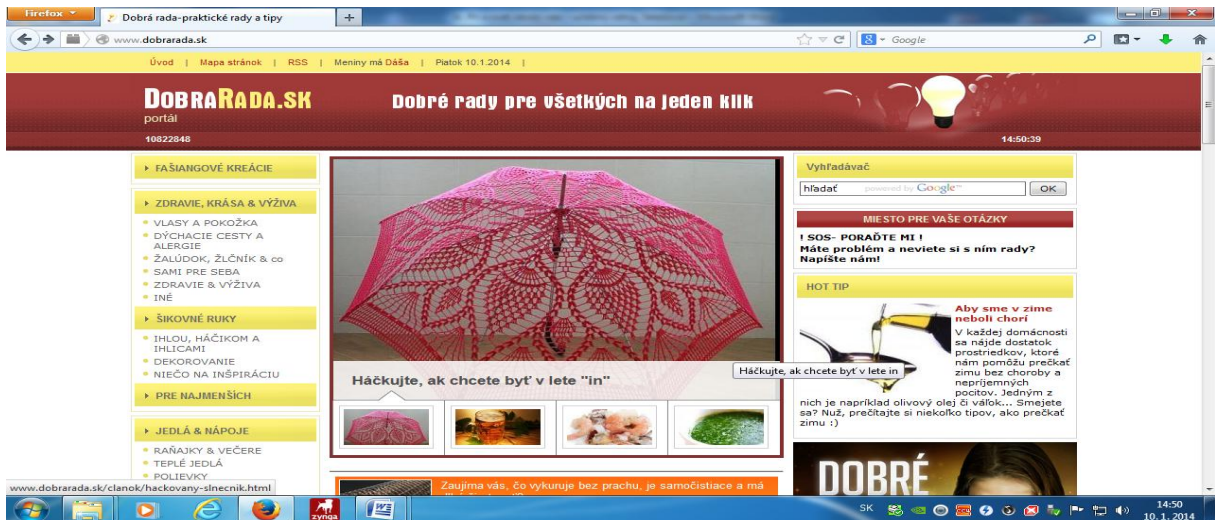 Firefox
Dobrá rada-praktické rady a tipy
www.dobrarada.sk
Google
Úvod | Mapa stránok | RSS | Meniny má Dáša | Piatok 10.1.2014 |
DOBRARADA.SK
portál
Dobré rady pre všetkých na jeden klik
10822848
14:50:39
FAŠIANGOVÉ KREÁCIE
ZDRAVIE, KRÁSA & VÝŽIVA
VLASY A POKOŽKA
DÝCHACIE CESTY A
ALERGIE
ŽALÚDOK, ŽLČNÍK & co
SAMI PRE SEBA
ZDRAVIE & VÝŽIVA
INÉ
ŠIKOVNÉ RUKY
IHLOU, HÁČIKOM A
IHLICAMI
DEKOROVANIE
NIEČO NA INŠPIRÁCIU
PRE NAJMENŠÍCH
JEDLÁ & NÁPOJE
RAŇAJKY & VEČERE
TEPLÉ JEDLÁ
POLIEVKY
www.dobrarada.sk/clanok/hackovany-slnecnik.html
Háčkujte, ak chcete byť v lete "in"
Háčkujte, ak chcete byť v lete in
Zaujíma vás, čo vykuruje bez prachu, je samočistiace a má
Vyhľadávač
hľadať powered by Google™ OK
MIESTO PRE VAŠE OTÁZKY
! SOS- PORAĎTE MI !
Máte problém a neviete si s ním rady?
Napíšte nám!
HOT TIP
Aby sme v zime
neboli chorí
V každej domácnosti
sa nájde dostatok
prostriedkov, ktoré
nám pomôžu prečkať
zimu bez choroby a
nepríjemných
pocitov. Jedným z
nich je napríklad olivový olej či váľok... Smejete
sa? Nuž, prečítajte si niekoľko tipov, ako prečkať
zimu :)
DOBRÉ
zynga
SK
14:50
10.1.2014